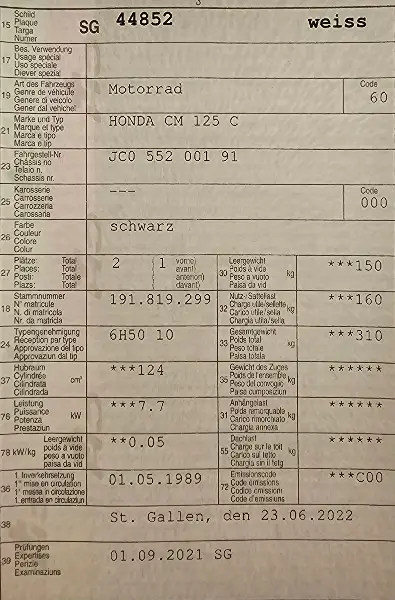 15 Schild Plaque Targa Numer SG 44852 weiss
17 Bes. Verwendung Usage spécial Uso speciale Diever spezial
19 Art des Fahrzeugs Genre de véhicule Genere di veicolo Gener dal vehichel Motorrad Code 60
21 Marke und Typ Marque et type Marca e tipo Marca e tip HONDA CM 125 C
23 Fahrgestell-Nr. Châssis no Telaio n. Schassis nr. JC0 552 001 91
25 Karosserie Carrosserie Carrozzeria Carossaria --- Code 000
26 Farbe Couleur Colore Colur schwarz
27 Plätze: Total Places: Total Posti: Totale Plazs: Total 2 ( 1 vorne) avant) anteriori) davant)
30 Leergewicht Poids à vide Peso a vuoto Paisa da vid kg ***150
18 Stammnummer N° matricule N. di matricola Nr. da matricla 191.819.299
32 Nutz-/Sattellast Charge utile/sellette Carico utile/sella Chargia utila/sella kg ***160
24 Typengenehmigung Réception par type Approvazione del tipo Approvaziun dal tip 6H50 10
33 Gesamtgewicht Poids total Peso totale Paisa totala kg ***310
37 Hubraum Cylindrée Cilindrata Cilindrada cm³ ***124
35 Gewicht des Zuges Poids de l'ensemble Peso del convoglio Paisa cumposiziun kg ******
76 Leistung Puissance Potenza Prestaziun kW ***7.7
31 Anhängelast Poids remorquable Carico rimorchiato Chargia annexa kg ******
78 kW/kg Leergewicht poids à vide peso a vuoto paisa da vid **0.05
55 Dachlast Charge sur le toit Carico sul tetto Chargia sin il tetg kg ******
36 1. Inverkehrsetzung 1re mise en circulation 1a messa in circolazione 1. entrada en circulaziun 01.05.1989
72 Emissionscode Code émissions Codice emissioni Code d'emissiuns ***C00
38 St. Gallen, den 23.06.2022
39 Prüfungen Expertises Perizie Examinaziuns 01.09.2021 SG